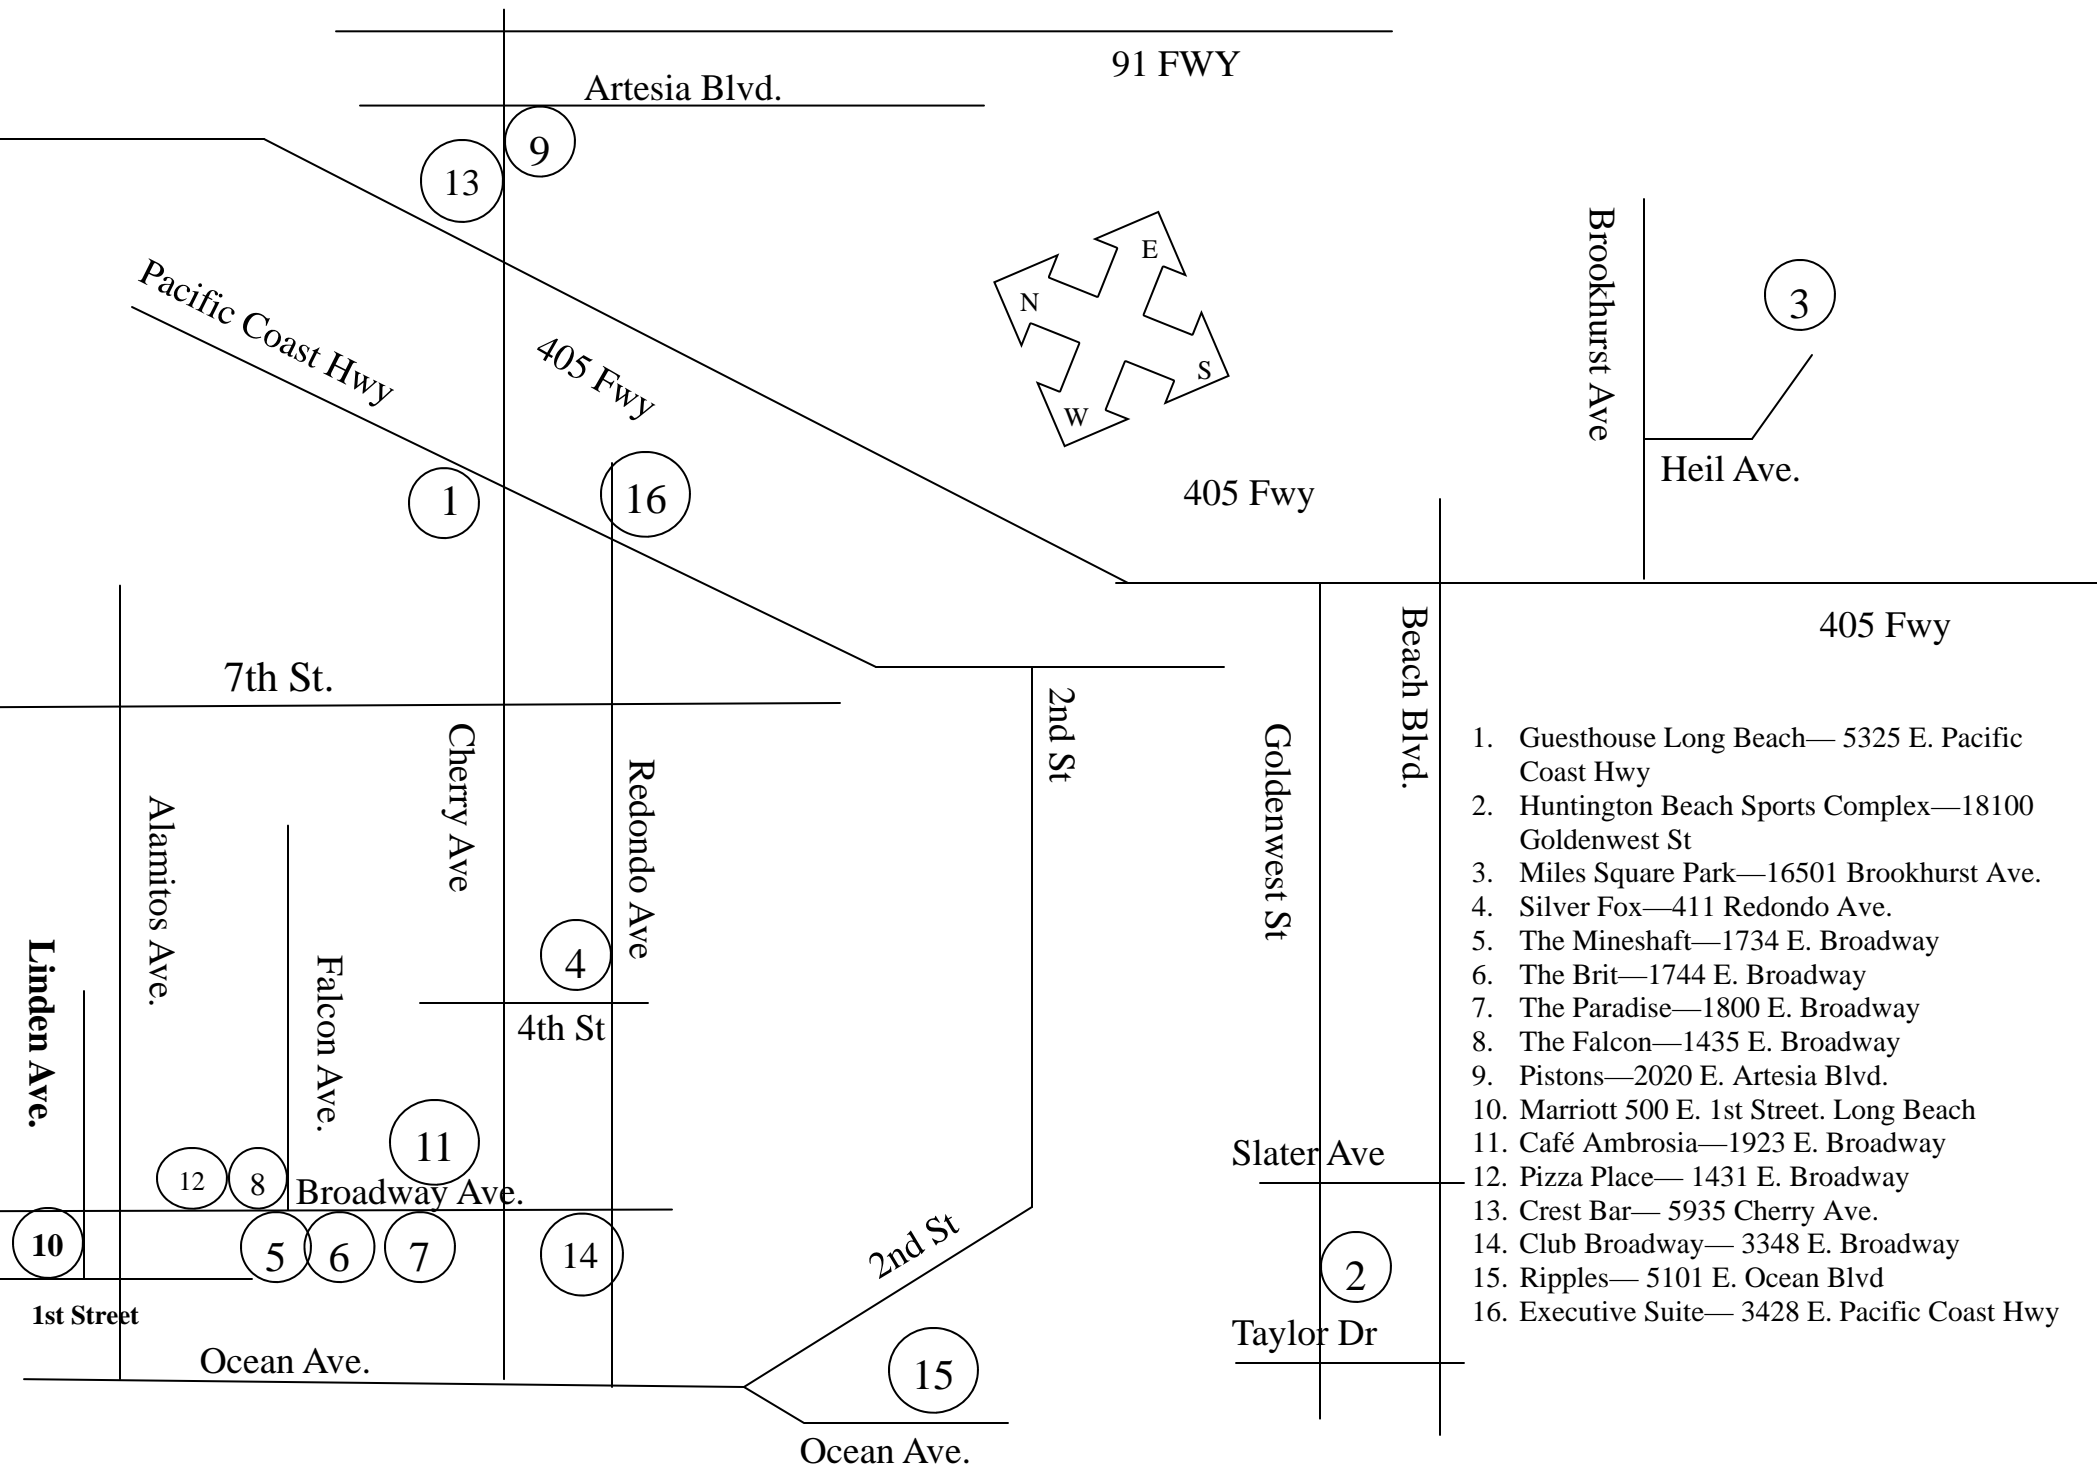 91 FWY
Artesia Blvd.
9
13
E
N
S
W
Brookhurst Ave
3
Pacific Coast Hwy
405 Fwy
Heil Ave.
1
16
405 Fwy
405 Fwy
7th St.
Beach Blvd.
2nd St
Cherry Ave
Redondo Ave
Goldenwest St
Alamitos Ave.
Linden Ave.
Falcon Ave.
4
4th St
11
12
8
Broadway Ave.
10
5
6
7
14
2nd St
1st Street
Ocean Ave.
15
Ocean Ave.
Slater Ave
2
Taylor Dr
1. Guesthouse Long Beach— 5325 E. Pacific
Coast Hwy
2. Huntington Beach Sports Complex—18100
Goldenwest St
3. Miles Square Park—16501 Brookhurst Ave.
4. Silver Fox—411 Redondo Ave.
5. The Mineshaft—1734 E. Broadway
6. The Brit—1744 E. Broadway
7. The Paradise—1800 E. Broadway
8. The Falcon—1435 E. Broadway
9. Pistons—2020 E. Artesia Blvd.
10. Marriott 500 E. 1st Street. Long Beach
11. Café Ambrosia—1923 E. Broadway
12. Pizza Place— 1431 E. Broadway
13. Crest Bar— 5935 Cherry Ave.
14. Club Broadway— 3348 E. Broadway
15. Ripples— 5101 E. Ocean Blvd
16. Executive Suite— 3428 E. Pacific Coast Hwy